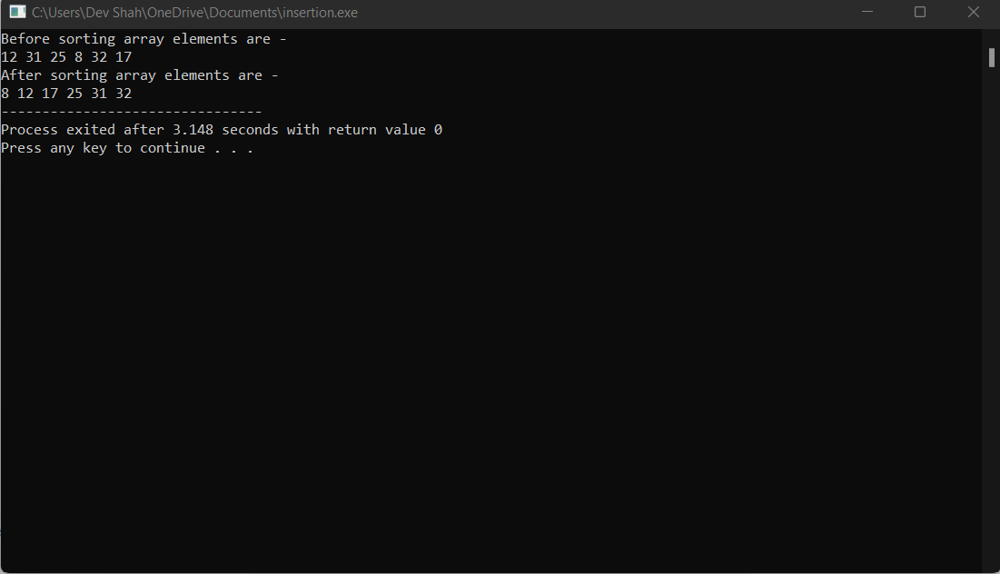 C:\Users\Dev Shah\OneDrive\Documents\insertion.exe
Before sorting array elements are -
12 31 25 8 32 17
After sorting array elements are -
8 12 17 25 31 32
--------------------------------
Process exited after 3.148 seconds with return value 0
Press any key to continue . . .